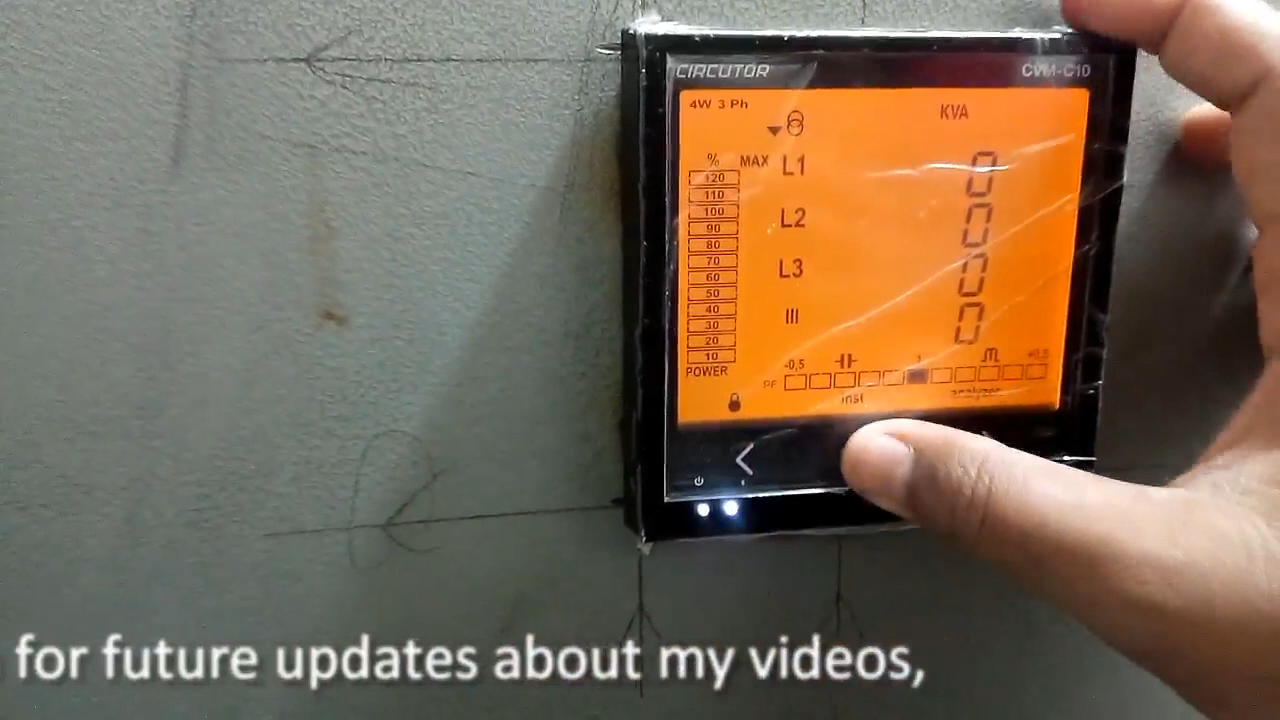 CIRCUTOR CVM-C10
4W 3 Ph
KVA
% MAX L1 0
120
110
100
L2 0
90
80
70
L3 0
60
50
40
III 0
30
20
10
POWER
-0,5 1 +0,5
PF
inst
for future updates about my videos,